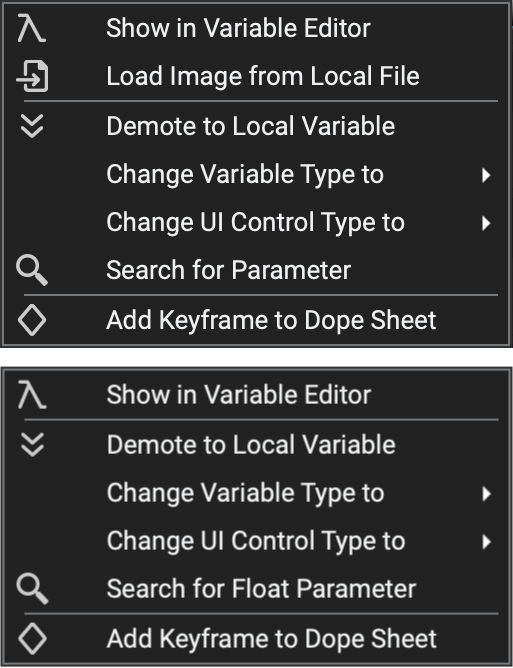 Show in Variable Editor
Load Image from Local File
Demote to Local Variable
Change Variable Type to
Change UI Control Type to
Search for Parameter
Add Keyframe to Dope Sheet
Show in Variable Editor
Demote to Local Variable
Change Variable Type to
Change UI Control Type to
Search for Float Parameter
Add Keyframe to Dope Sheet